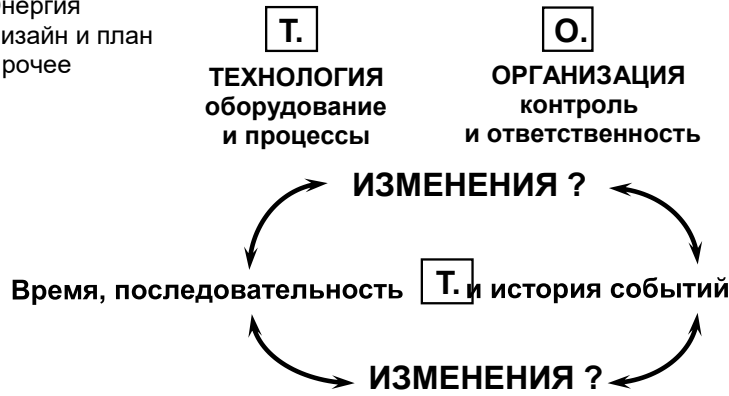 нергия
изайн и план
рочее
Т.
ТЕХНОЛОГИЯ
оборудование
и процессы
О.
ОРГАНИЗАЦИЯ
контроль
и ответственность
ИЗМЕНЕНИЯ ?
Время, последовательность Т. и история событий
ИЗМЕНЕНИЯ ?